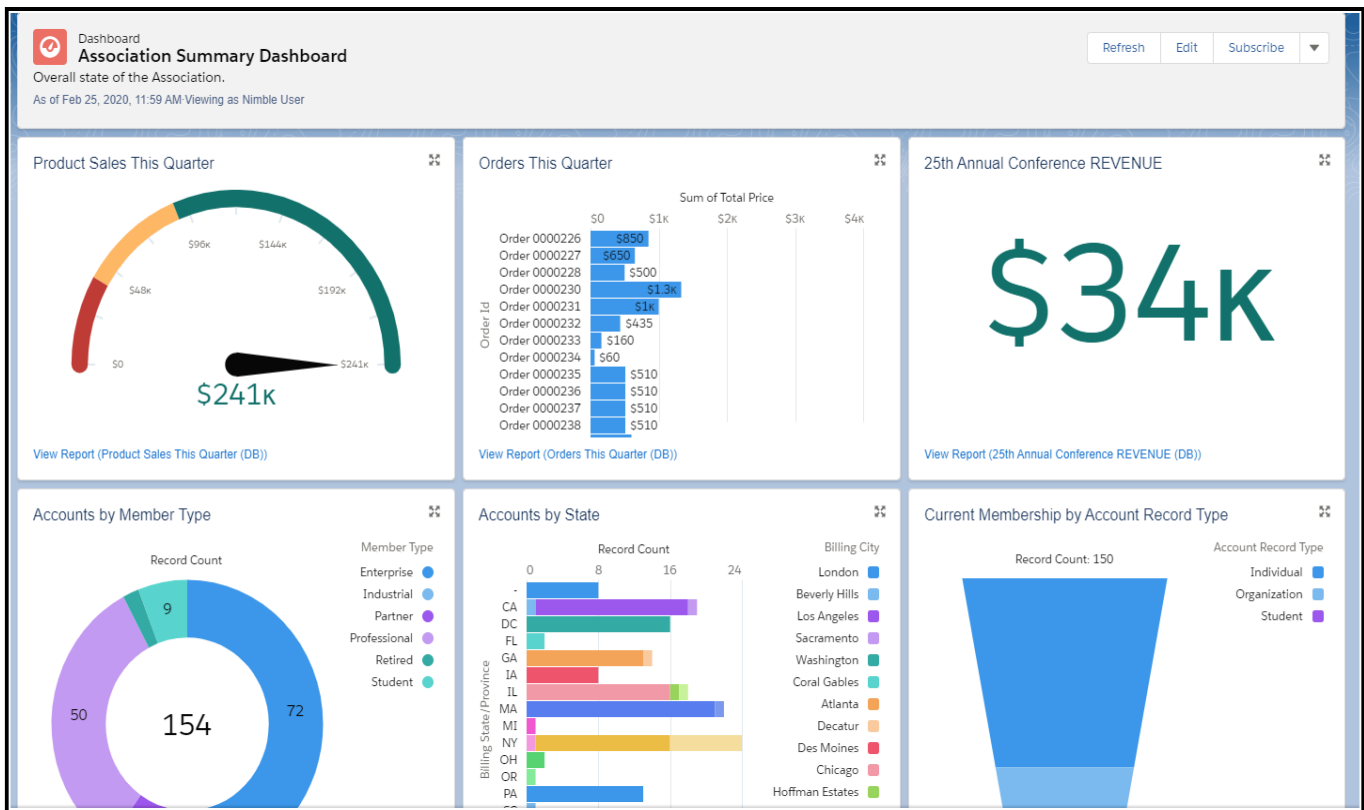 Dashboard
Association Summary Dashboard
Overall state of the Association.
As of Feb 25, 2020, 11:59 AM·Viewing as Nimble User
Refresh
Edit
Subscribe
Product Sales This Quarter
$0
$48K
$96K
$144K
$192K
$241K
$241K
View Report (Product Sales This Quarter (DB))
Orders This Quarter
Sum of Total Price
$0 $1K $2K $3K $4K
Order Id
Order 0000226 $850
Order 0000227 $650
Order 0000228 $500
Order 0000230 $1.3K
Order 0000231 $1K
Order 0000232 $435
Order 0000233 $160
Order 0000234 $60
Order 0000235 $510
Order 0000236 $510
Order 0000237 $510
Order 0000238 $510
View Report (Orders This Quarter (DB))
25th Annual Conference REVENUE
$34K
View Report (25th Annual Conference REVENUE (DB))
Accounts by Member Type
Record Count
9
50
154
72
Member Type
Enterprise
Industrial
Partner
Professional
Retired
Student
Accounts by State
Record Count
0 8 16 24
Billing State/Province
-
CA
DC
FL
GA
IA
IL
MA
MI
NY
OH
OR
PA
Billing City
London
Beverly Hills
Los Angeles
Sacramento
Washington
Coral Gables
Atlanta
Decatur
Des Moines
Chicago
Hoffman Estates
Current Membership by Account Record Type
Record Count: 150
Account Record Type
Individual
Organization
Student